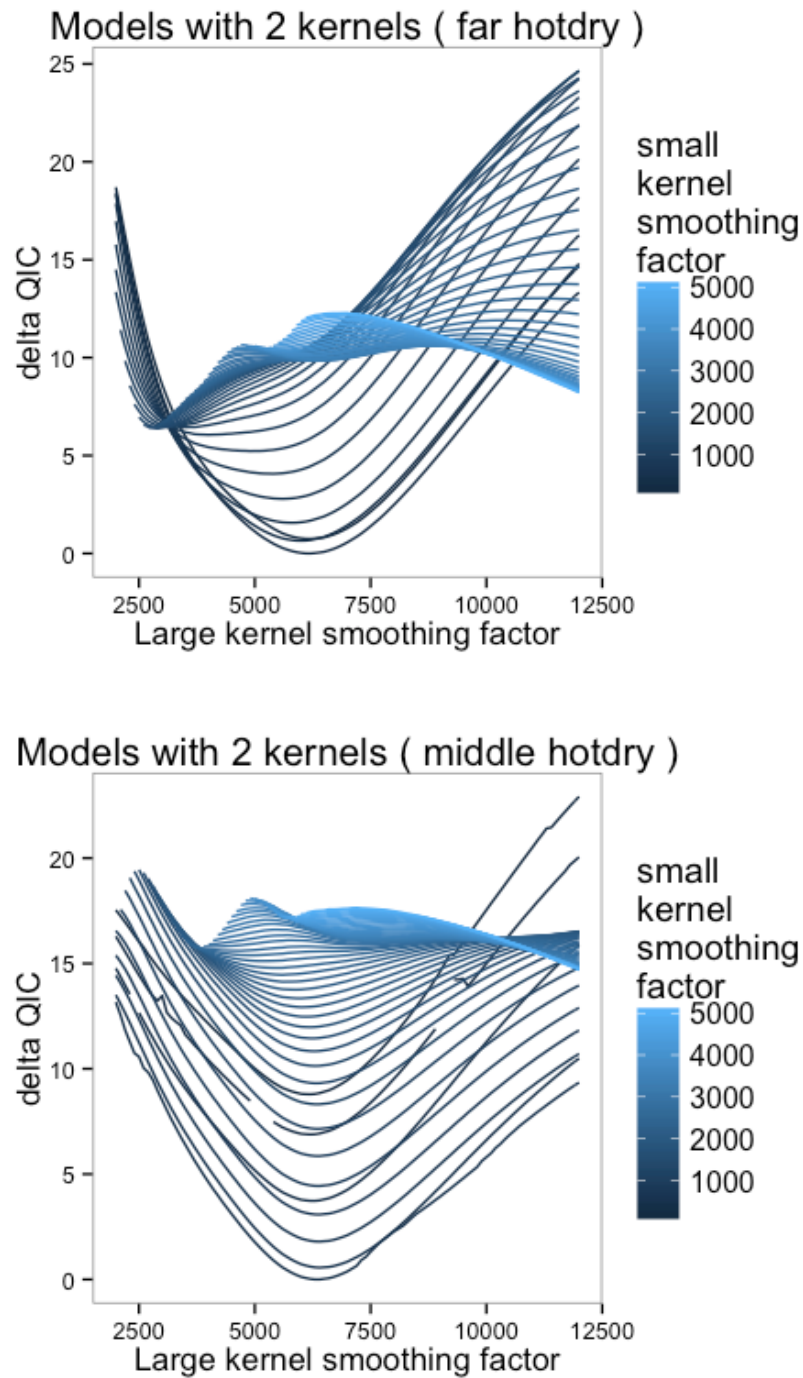 Models with 2 kernels ( far hotdry )
25
20
15
10
5
0
delta QIC
2500
5000
7500
10000
12500
Large kernel smoothing factor
small
kernel
smoothing
factor
5000
4000
3000
2000
1000
Models with 2 kernels ( middle hotdry )
20
15
10
5
0
delta QIC
2500
5000
7500
10000
12500
Large kernel smoothing factor
small
kernel
smoothing
factor
5000
4000
3000
2000
1000